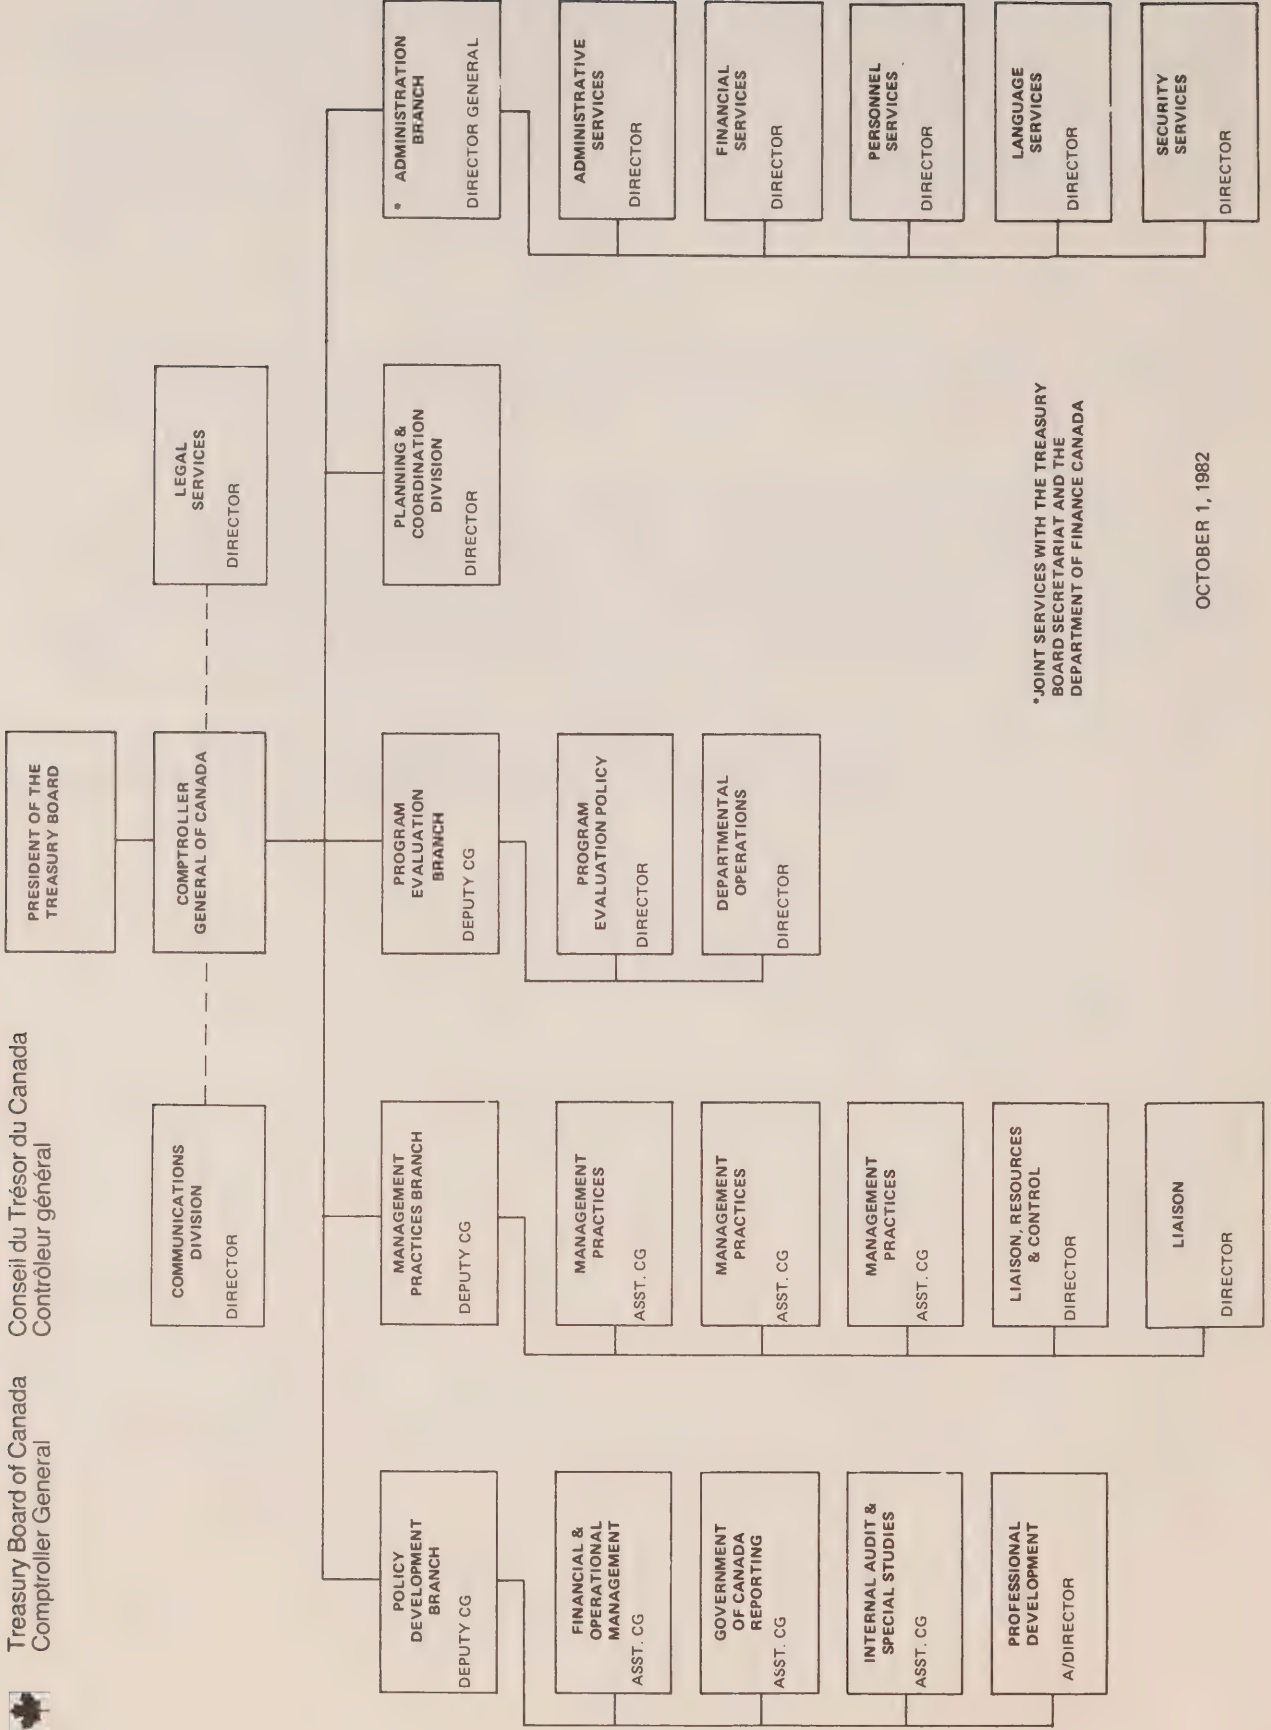 Treasury Board of Canada
Comptroller General
Conseil du Trésor du Canada
Contrôleur général
PRESIDENT OF THE
TREASURY BOARD
COMMUNICATIONS
DIVISION
DIRECTOR
COMPTROLLER
GENERAL OF CANADA
LEGAL
SERVICES
DIRECTOR
POLICY
DEVELOPMENT
BRANCH
DEPUTY CG
MANAGEMENT
PRACTICES BRANCH
DEPUTY CG
PROGRAM
EVALUATION
BRANCH
DEPUTY CG
PLANNING &
COORDINATION
DIVISION
DIRECTOR
* ADMINISTRATION
BRANCH
DIRECTOR GENERAL
FINANCIAL &
OPERATIONAL
MANAGEMENT
ASST. CG
GOVERNMENT
OF CANADA
REPORTING
ASST. CG
INTERNAL AUDIT &
SPECIAL STUDIES
ASST. CG
PROFESSIONAL
DEVELOPMENT
A/DIRECTOR
MANAGEMENT
PRACTICES
ASST. CG
MANAGEMENT
PRACTICES
ASST. CG
MANAGEMENT
PRACTICES
ASST. CG
LIAISON, RESOURCES
& CONTROL
DIRECTOR
LIAISON
DIRECTOR
PROGRAM
EVALUATION POLICY
DIRECTOR
DEPARTMENTAL
OPERATIONS
DIRECTOR
ADMINISTRATIVE
SERVICES
DIRECTOR
FINANCIAL
SERVICES
DIRECTOR
PERSONNEL
SERVICES
DIRECTOR
LANGUAGE
SERVICES
DIRECTOR
SECURITY
SERVICES
DIRECTOR
*JOINT SERVICES WITH THE TREASURY
BOARD SECRETARIAT AND THE
DEPARTMENT OF FINANCE CANADA
OCTOBER 1, 1982